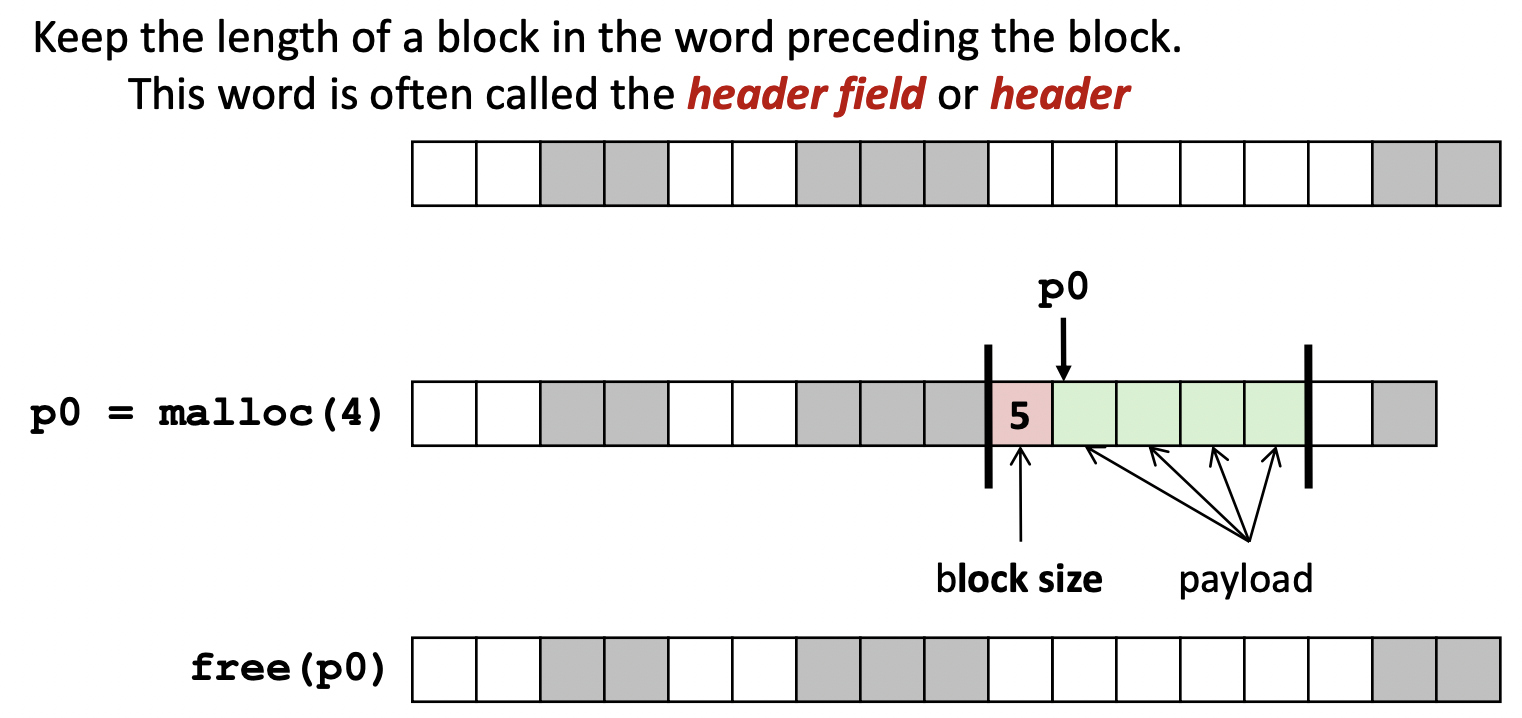 Keep the length of a block in the word preceding the block.
This word is often called the header field or header
p0
p0 = malloc(4)
5
block size
payload
free(p0)